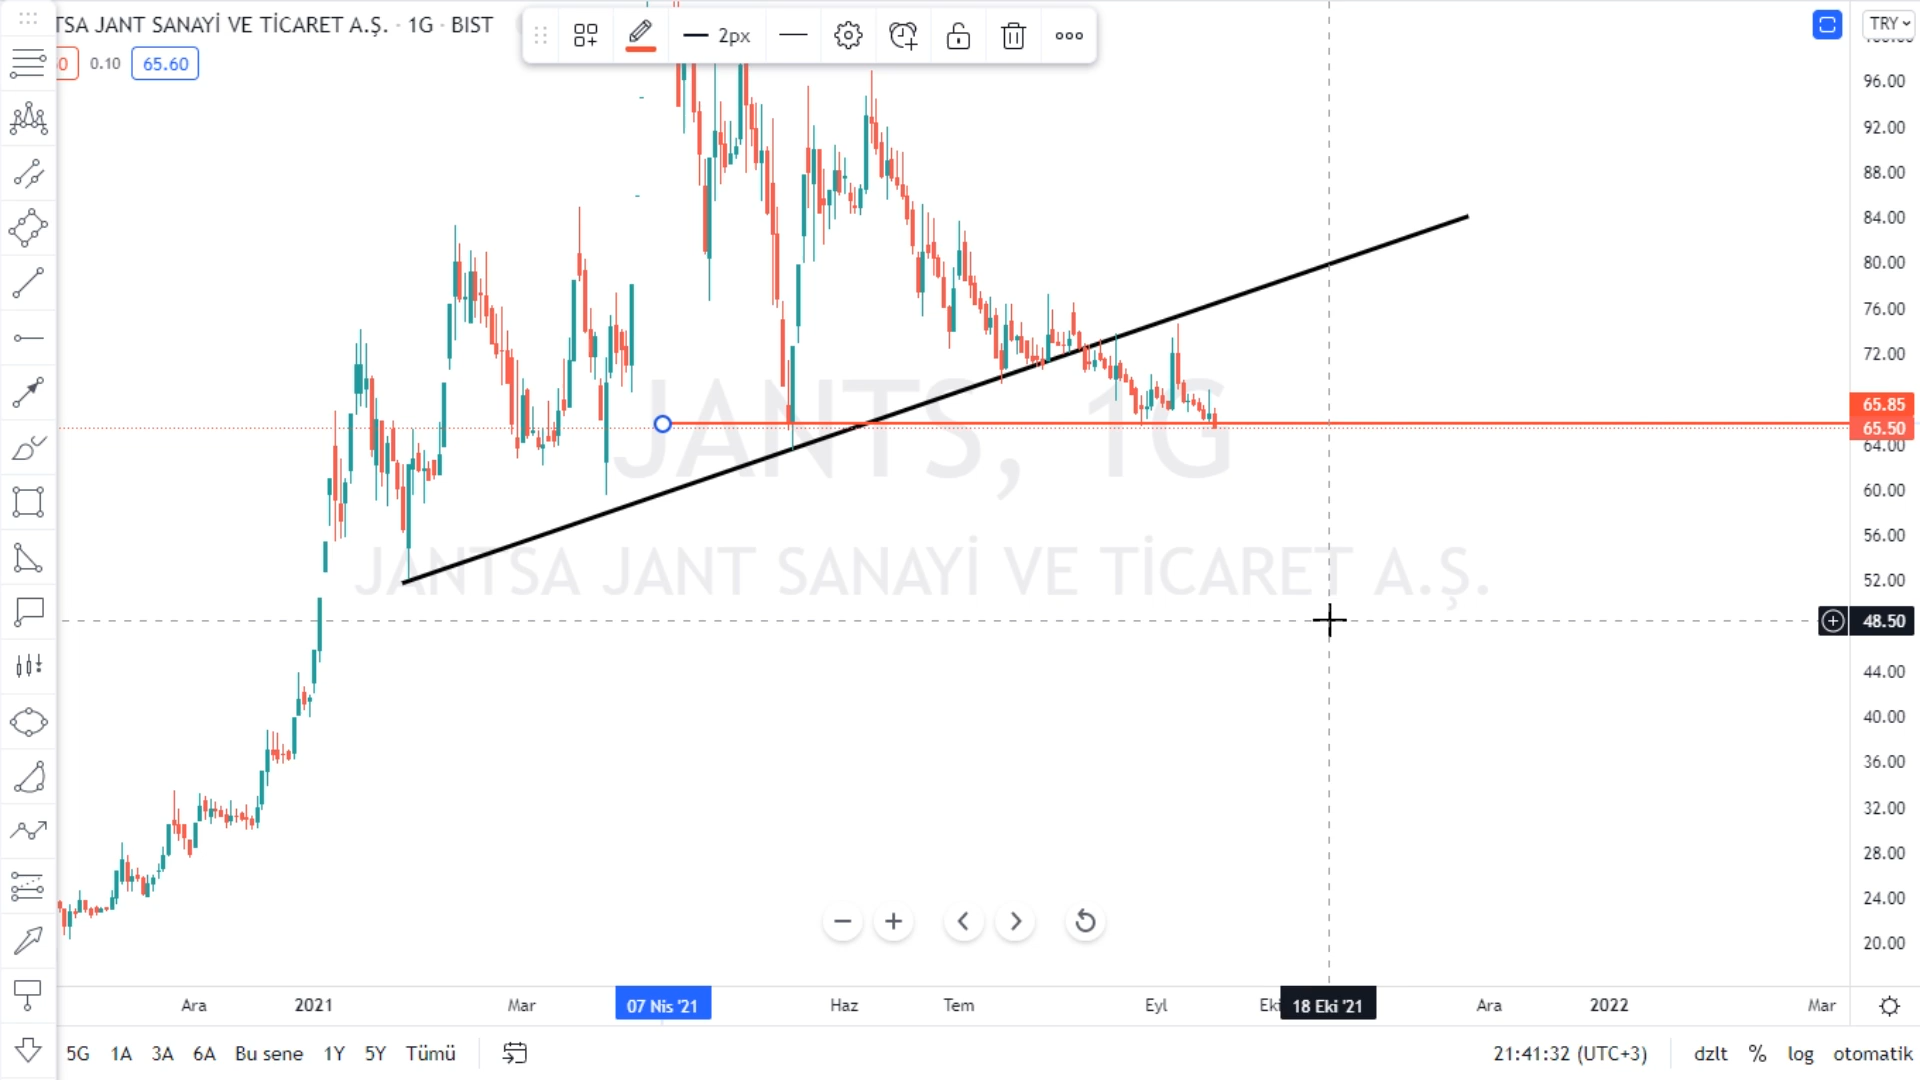 TSA JANT SANAYİ VE TİCARET A.Ş. · 1G · BIST
2px
TRY
0 0.10 65.60
96.00
92.00
88.00
84.00
80.00
76.00
72.00
65.85
65.50
64.00
60.00
56.00
52.00
48.50
44.00
40.00
36.00
32.00
28.00
24.00
20.00
JANTS, 1G
JANTSA JANT SANAYİ VE TİCARET A.Ş.
Ara 2021 Mar 07 Nis '21 Haz Tem Eyl Eki 18 Eki '21 Ara 2022 Mar
5G 1A 3A 6A Bu sene 1Y 5Y Tümü 21:41:32 (UTC+3) dzlt % log otomatik